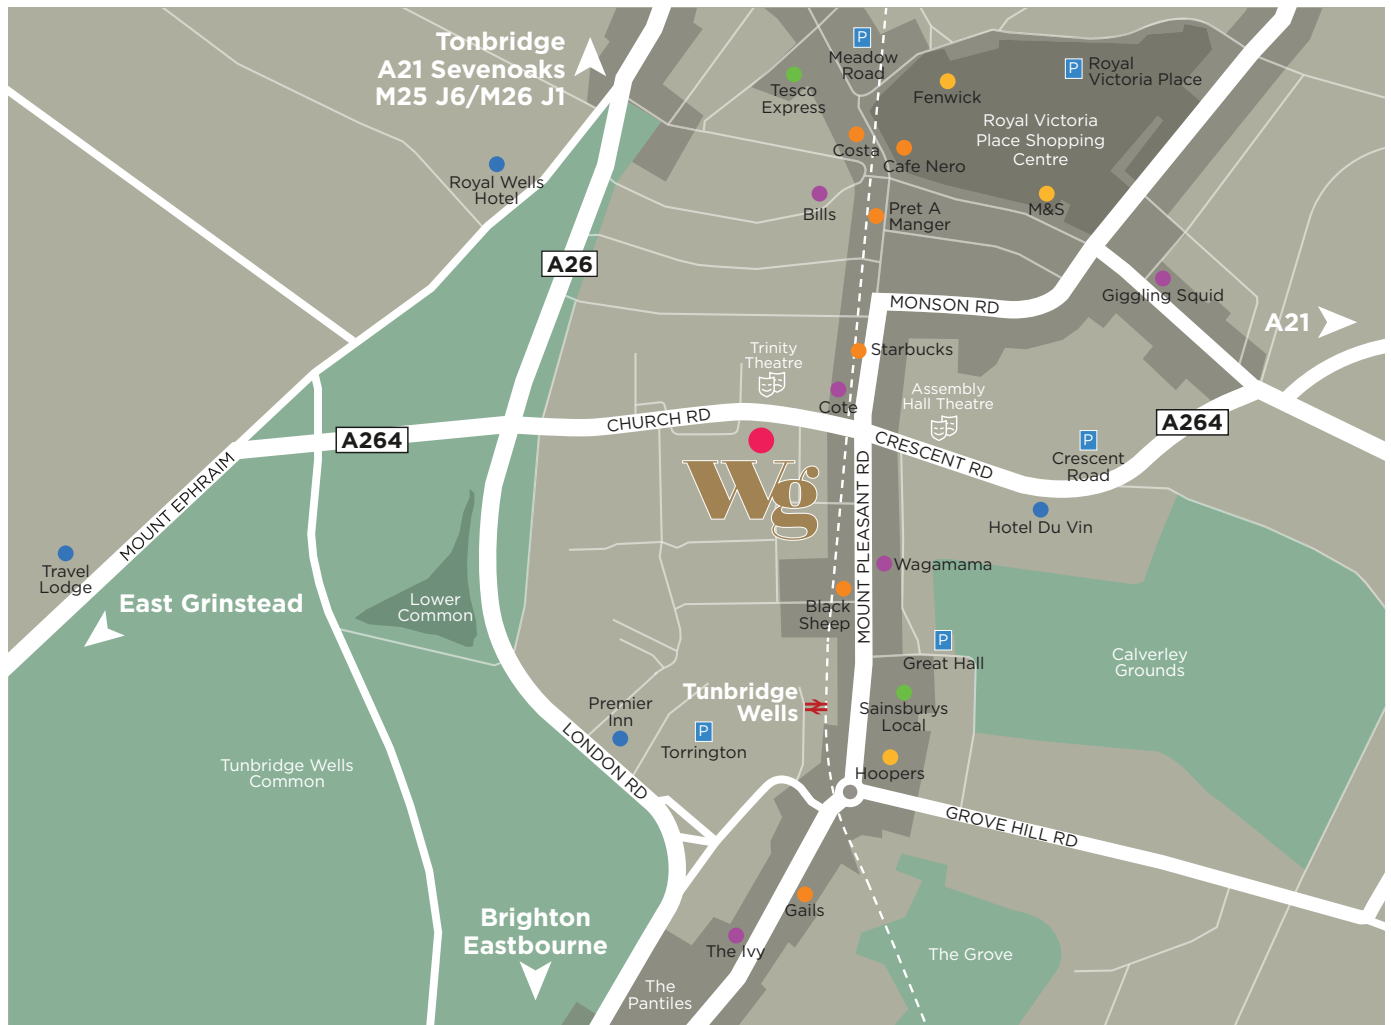 Tonbridge
A21 Sevenoaks
M25 J6/M26 J1
P
Meadow
Road
Tesco
Express
Fenwick
P
Royal
Victoria Place
Royal Victoria
Place Shopping
Centre
Costa
Cafe Nero
Royal Wells
Hotel
Bills
Pret A
Manger
M&S
A26
Giggling Squid
MONSON RD
A21
Trinity
Theatre
Starbucks
Cote
Assembly
Hall Theatre
CHURCH RD
A264
A264
CRESCENT RD
P
Crescent
Road
MOUNT EPHRAIM
Wg
MOUNT PLEASANT RD
Hotel Du Vin
Travel
Lodge
Wagamama
East Grinstead
Lower
Common
Black
Sheep
P
Great Hall
Calverley
Grounds
Tunbridge
Wells
Premier
Inn
P
Torrington
Sainsburys
Local
LONDON RD
Hoopers
Tunbridge Wells
Common
GROVE HILL RD
Gails
Brighton
Eastbourne
The Ivy
The Grove
The
Pantiles